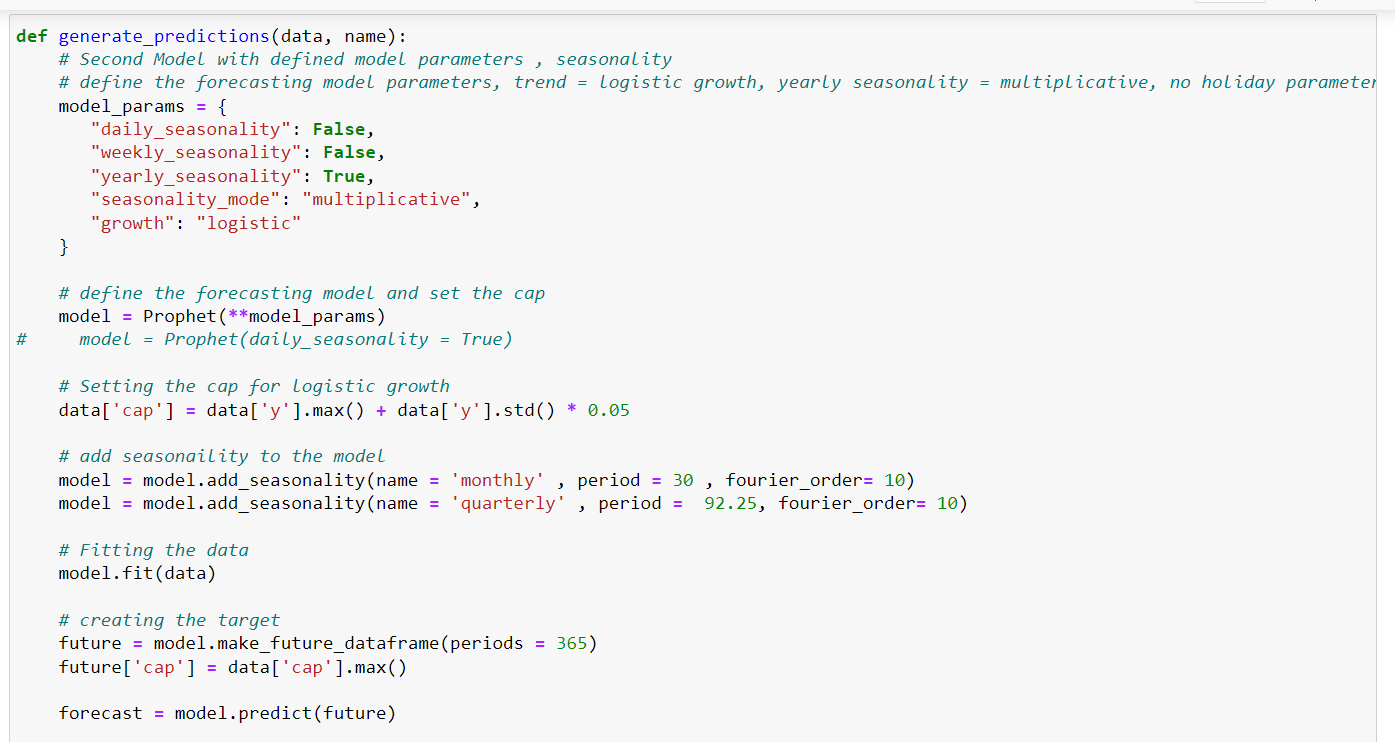 def generate_predictions(data, name):
    # Second Model with defined model parameters , seasonality
    # define the forecasting model parameters, trend = logistic growth, yearly seasonality = multiplicative, no holiday parameter
    model_params = {
       "daily_seasonality": False,
       "weekly_seasonality": False,
       "yearly_seasonality": True,
       "seasonality_mode": "multiplicative",
       "growth": "logistic"
    }

    # define the forecasting model and set the cap
    model = Prophet(**model_params)
#     model = Prophet(daily_seasonality = True)

    # Setting the cap for logistic growth
    data['cap'] = data['y'].max() + data['y'].std() * 0.05

    # add seasonaility to the model
    model = model.add_seasonality(name = 'monthly' , period = 30 , fourier_order= 10)
    model = model.add_seasonality(name = 'quarterly' , period =  92.25, fourier_order= 10)

    # Fitting the data
    model.fit(data)

    # creating the target
    future = model.make_future_dataframe(periods = 365)
    future['cap'] = data['cap'].max()

    forecast = model.predict(future)